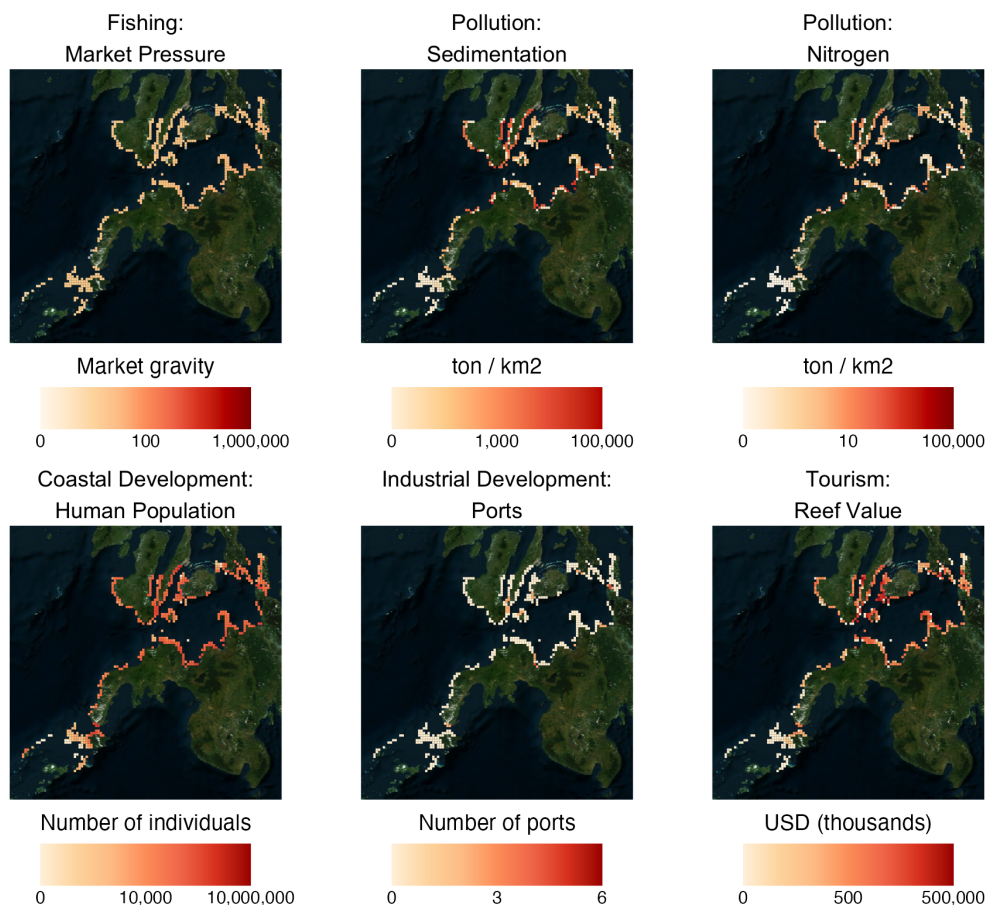 Fishing:
Market Pressure
Pollution:
Sedimentation
Pollution:
Nitrogen
Market gravity
0 100 1,000,000
ton / km2
0 1,000 100,000
ton / km2
0 10 100,000
Coastal Development:
Human Population
Industrial Development:
Ports
Tourism:
Reef Value
Number of individuals
0 10,000 10,000,000
Number of ports
0 3 6
USD (thousands)
0 500 500,000